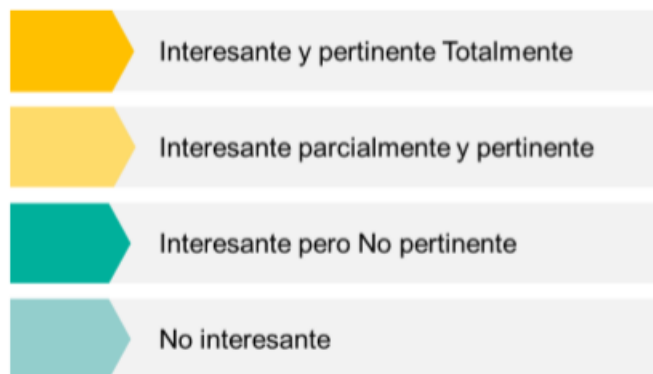 Interesante y pertinente Totalmente
Interesante parcialmente y pertinente
Interesante pero No pertinente
No interesante